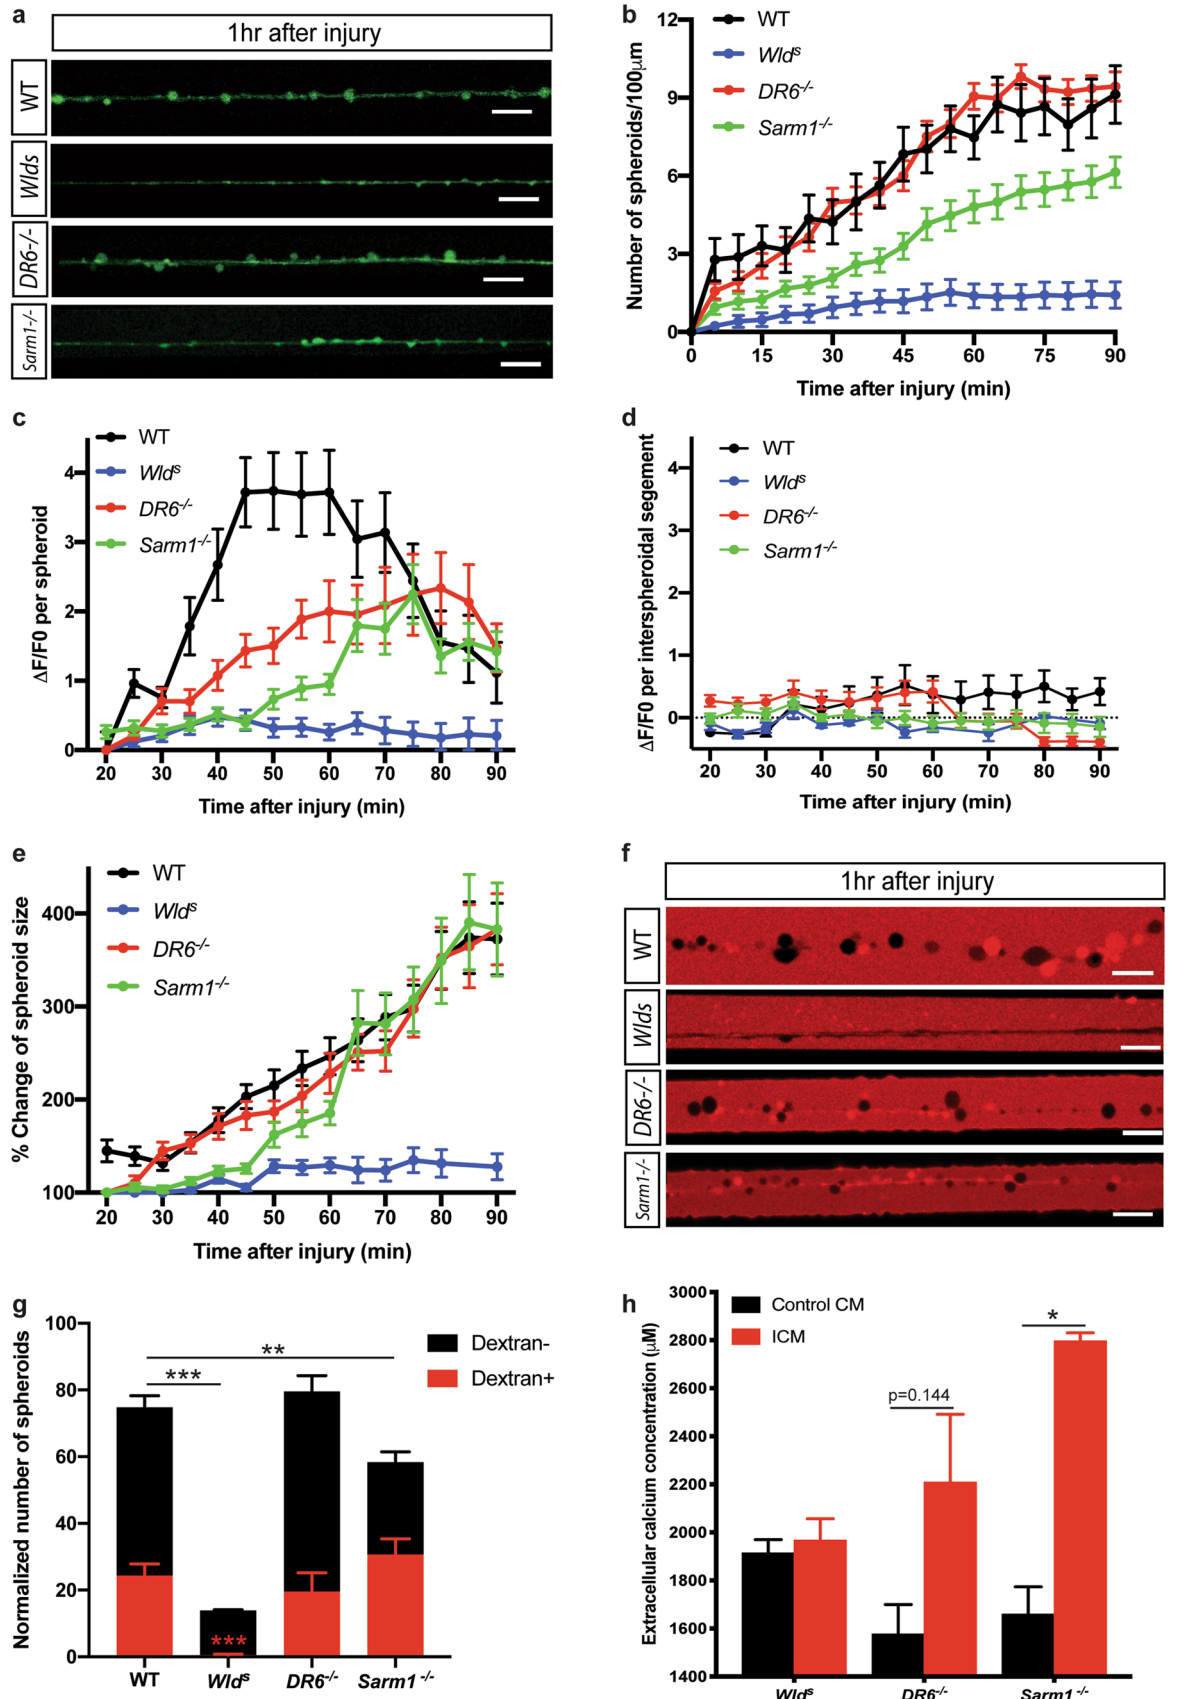 a
1hr after injury
WT
Wlds
DR6-/-
Sarm1-/-
b
Number of spheroids/100μm
12
9
6
3
0
WT
Wldˢ
DR6⁻/⁻
Sarm1⁻/⁻
0 15 30 45 60 75 90
Time after injury (min)
c
ΔF/F0 per spheroid
4
3
2
1
0
WT
Wldˢ
DR6⁻/⁻
Sarm1⁻/⁻
20 30 40 50 60 70 80 90
Time after injury (min)
d
ΔF/F0 per interspheroidal segement
4
3
2
1
0
WT
Wldˢ
DR6⁻/⁻
Sarm1⁻/⁻
20 30 40 50 60 70 80 90
Time after injury (min)
e
% Change of spheroid size
400
300
200
100
WT
Wldˢ
DR6⁻/⁻
Sarm1⁻/⁻
20 30 40 50 60 70 80 90
Time after injury (min)
f
1hr after injury
WT
Wlds
DR6-/-
Sarm1-/-
g
Normalized number of spheroids
100
80
60
40
20
0
**
***
***
Dextran-
Dextran+
WT Wldˢ DR6⁻/⁻ Sarm1⁻/⁻
h
Extracellular calcium concentration (μM)
3000
2800
2600
2400
2200
2000
1800
1600
1400
Control CM
ICM
*
p=0.144
Wldˢ DR6⁻/⁻ Sarm1⁻/⁻